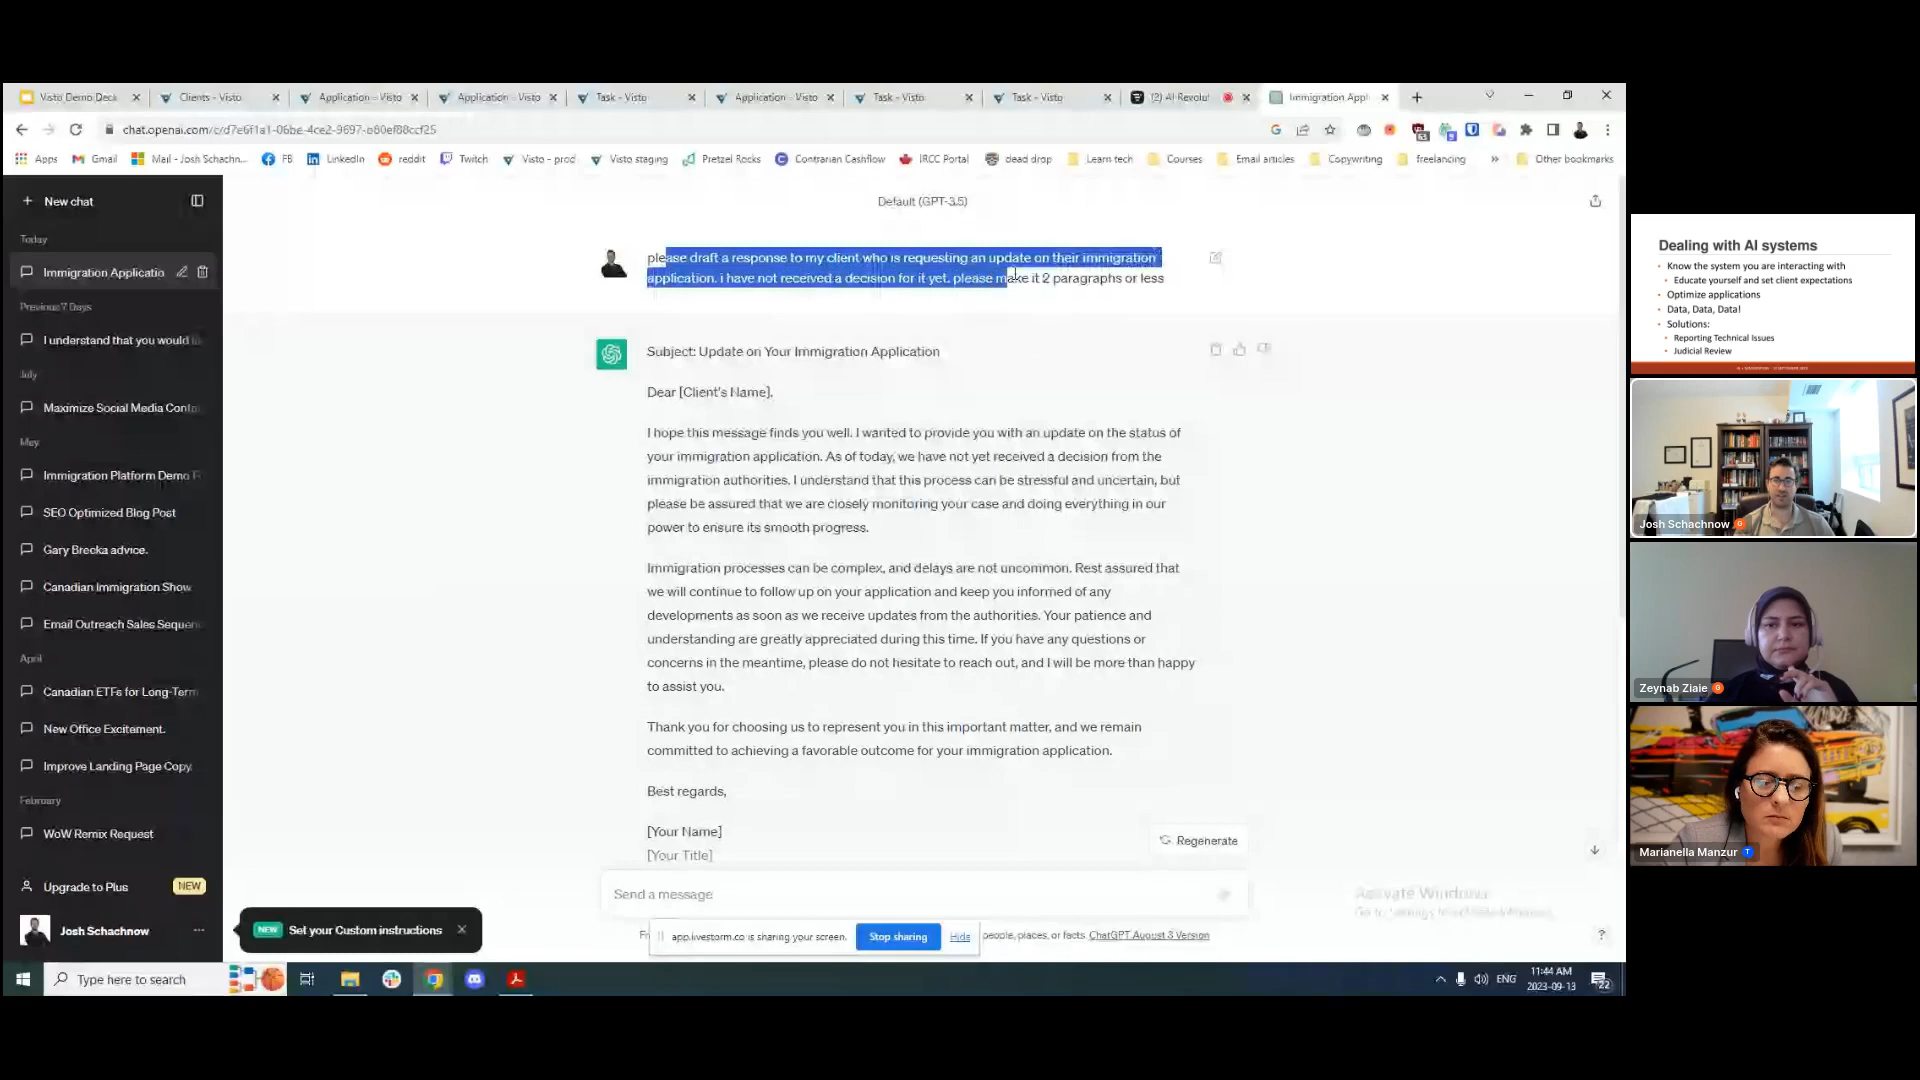 Visto Demo Deck
Clients - Visto
Application - Visto
Application - Visto
Task - Visto
Application - Visto
Task - Visto
Task - Visto
(2) AI Revolu
Immigration Appl
chat.openai.com/c/d7e6f1a1-06be-4ce2-9697-e80ef88ccf25
Apps
Gmail
Mail - Josh Schachn...
FB
LinkedIn
reddit
Twitch
Visto - prod
Visto staging
Pretzel Rocks
Contrarian Cashflow
IRCC Portal
dead drop
Learn tech
Courses
Email articles
Copywriting
freelancing
»
Other bookmarks
+ New chat
Today
Immigration Applicatio
Previous 7 Days
I understand that you would
July
Maximize Social Media Conta
May
Immigration Platform Demo F
SEO Optimized Blog Post
Gary Brecka advice.
Canadian Immigration Show
Email Outreach Sales Sequen
April
Canadian ETFs for Long-Term
New Office Excitement.
Improve Landing Page Copy.
February
WoW Remix Request
Upgrade to Plus
NEW
Josh Schachnow
...
NEW Set your Custom instructions
Default (GPT-3.5)
please draft a response to my client who is requesting an update on their immigration
application. i have not received a decision for it yet. please make it 2 paragraphs or less
Subject: Update on Your Immigration Application
Dear [Client's Name],
I hope this message finds you well. I wanted to provide you with an update on the status of
your immigration application. As of today, we have not yet received a decision from the
immigration authorities. I understand that this process can be stressful and uncertain, but
please be assured that we are closely monitoring your case and doing everything in our
power to ensure its smooth progress.
Immigration processes can be complex, and delays are not uncommon. Rest assured that
we will continue to follow up on your application and keep you informed of any
developments as soon as we receive updates from the authorities. Your patience and
understanding are greatly appreciated during this time. If you have any questions or
concerns in the meantime, please do not hesitate to reach out, and I will be more than happy
to assist you.
Thank you for choosing us to represent you in this important matter, and we remain
committed to achieving a favorable outcome for your immigration application.
Best regards,
[Your Name]
[Your Title]
Regenerate
Send a message
Activate Windows
app.livestorm.co is sharing your screen.
Stop sharing
Hide
people, places, or facts. ChatGPT August 3 Version
?
Type here to search
ENG
11:44 AM
2023-09-13
22
Dealing with AI systems
• Know the system you are interacting with
• Educate yourself and set client expectations
• Optimize applications
• Data, Data, Data!
• Solutions:
• Reporting Technical Issues
• Judicial Review
Josh Schachnow
Zeynab Ziaie
Marianella Manzur